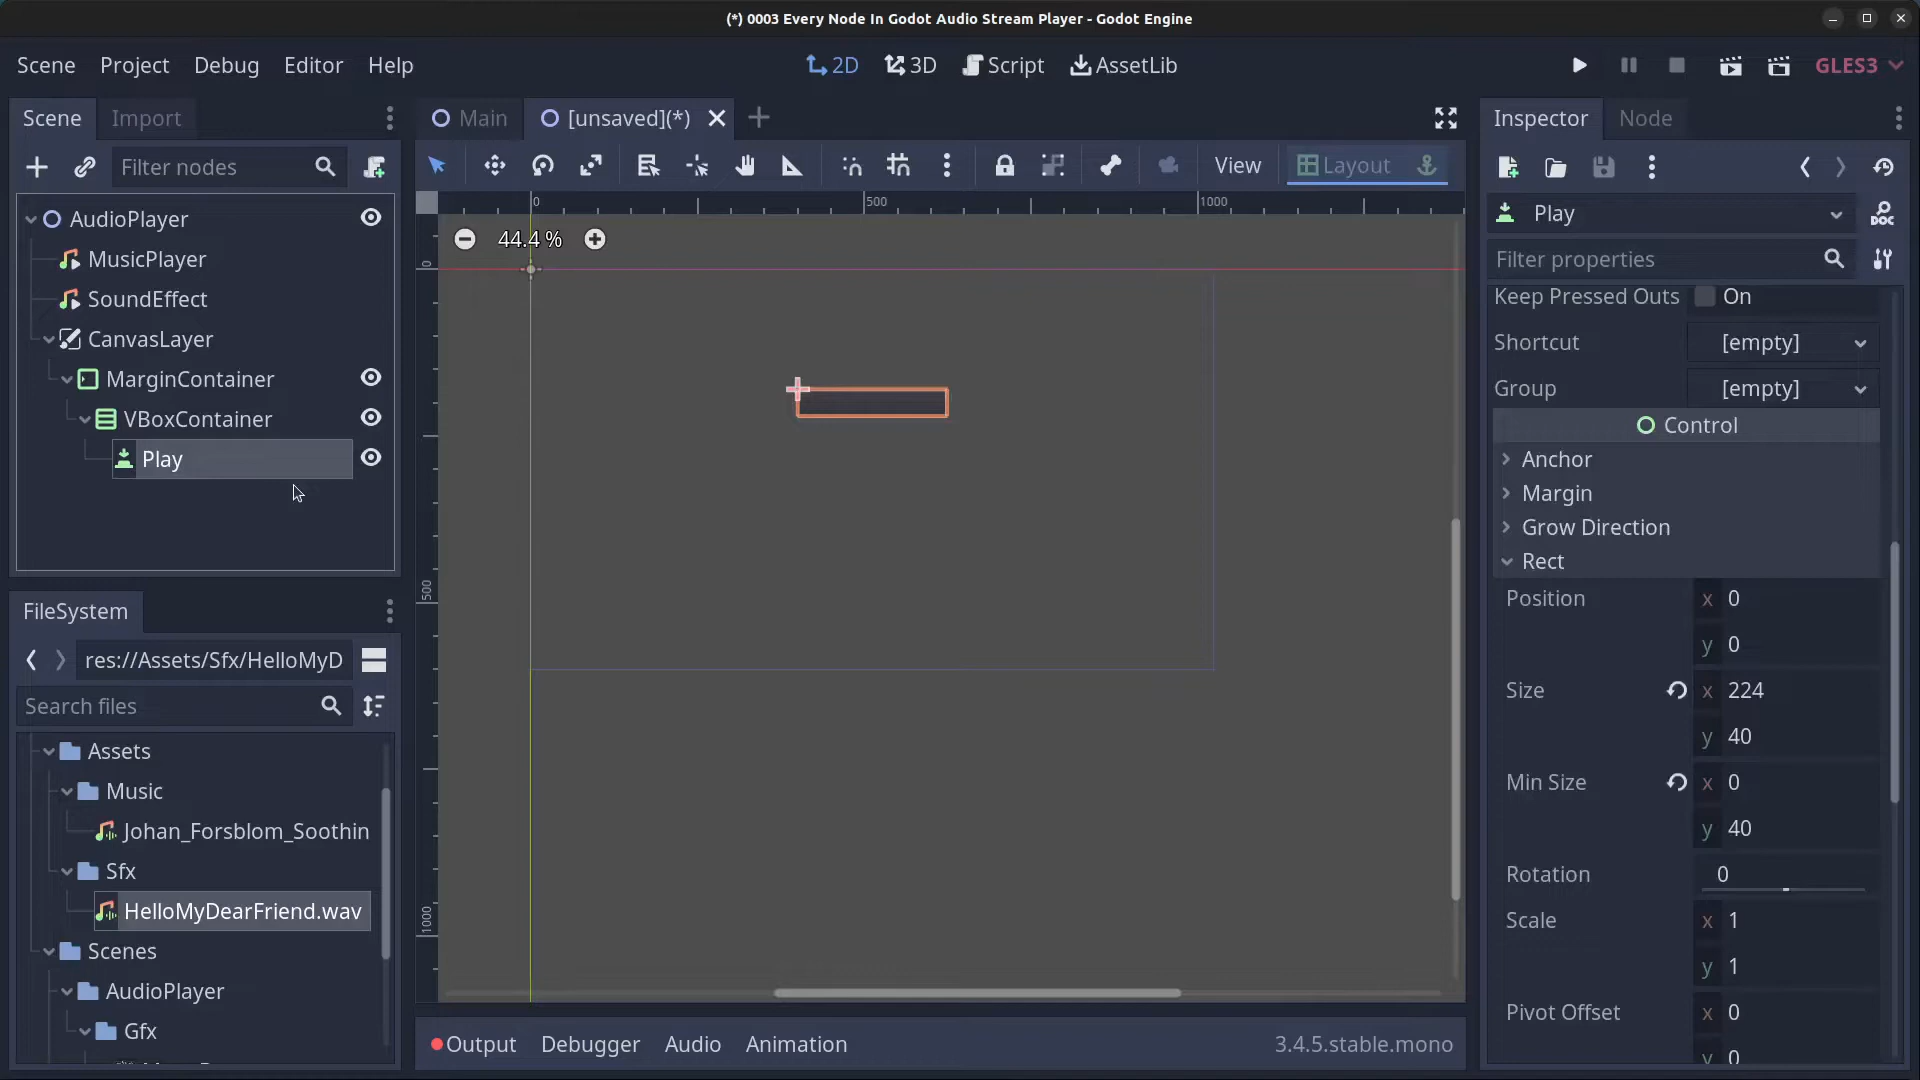 (*) 0003 Every Node In Godot Audio Stream Player - Godot Engine
Scene Project Debug Editor Help
2D 3D Script AssetLib
GLES3
Scene Import
Filter nodes
AudioPlayer
MusicPlayer
SoundEffect
CanvasLayer
MarginContainer
VBoxContainer
Play
FileSystem
res://Assets/Sfx/HelloMyD
Search files
Assets
Music
Johan_Forsblom_Soothin
Sfx
HelloMyDearFriend.wav
Scenes
AudioPlayer
Gfx
Main [unsaved](*)
View Layout
0 500 1000
44.4 %
0
500
1000
Output Debugger Audio Animation 3.4.5.stable.mono
Inspector Node
Play
DOC
Filter properties
Keep Pressed Outs On
Shortcut [empty]
Group [empty]
Control
Anchor
Margin
Grow Direction
Rect
Position x 0
y 0
Size x 224
y 40
Min Size x 0
y 40
Rotation 0
Scale x 1
y 1
Pivot Offset x 0
y 0